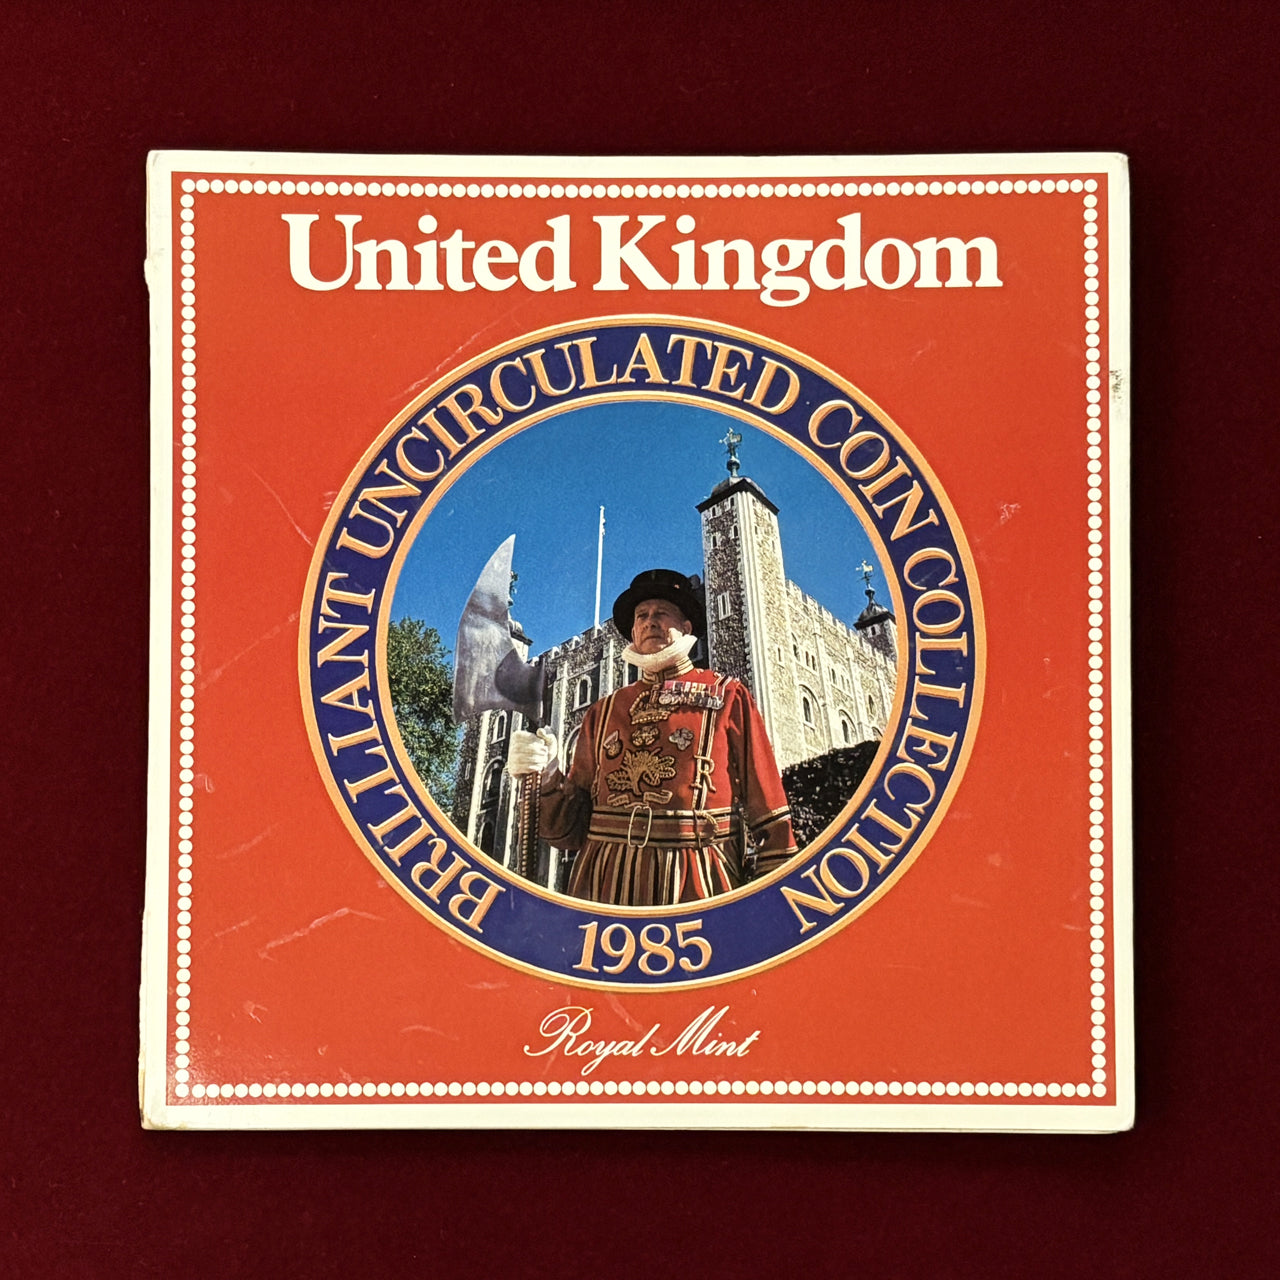 United Kingdom
BRILLIANT UNCIRCULATED COIN COLLECTION
1985
Royal Mint